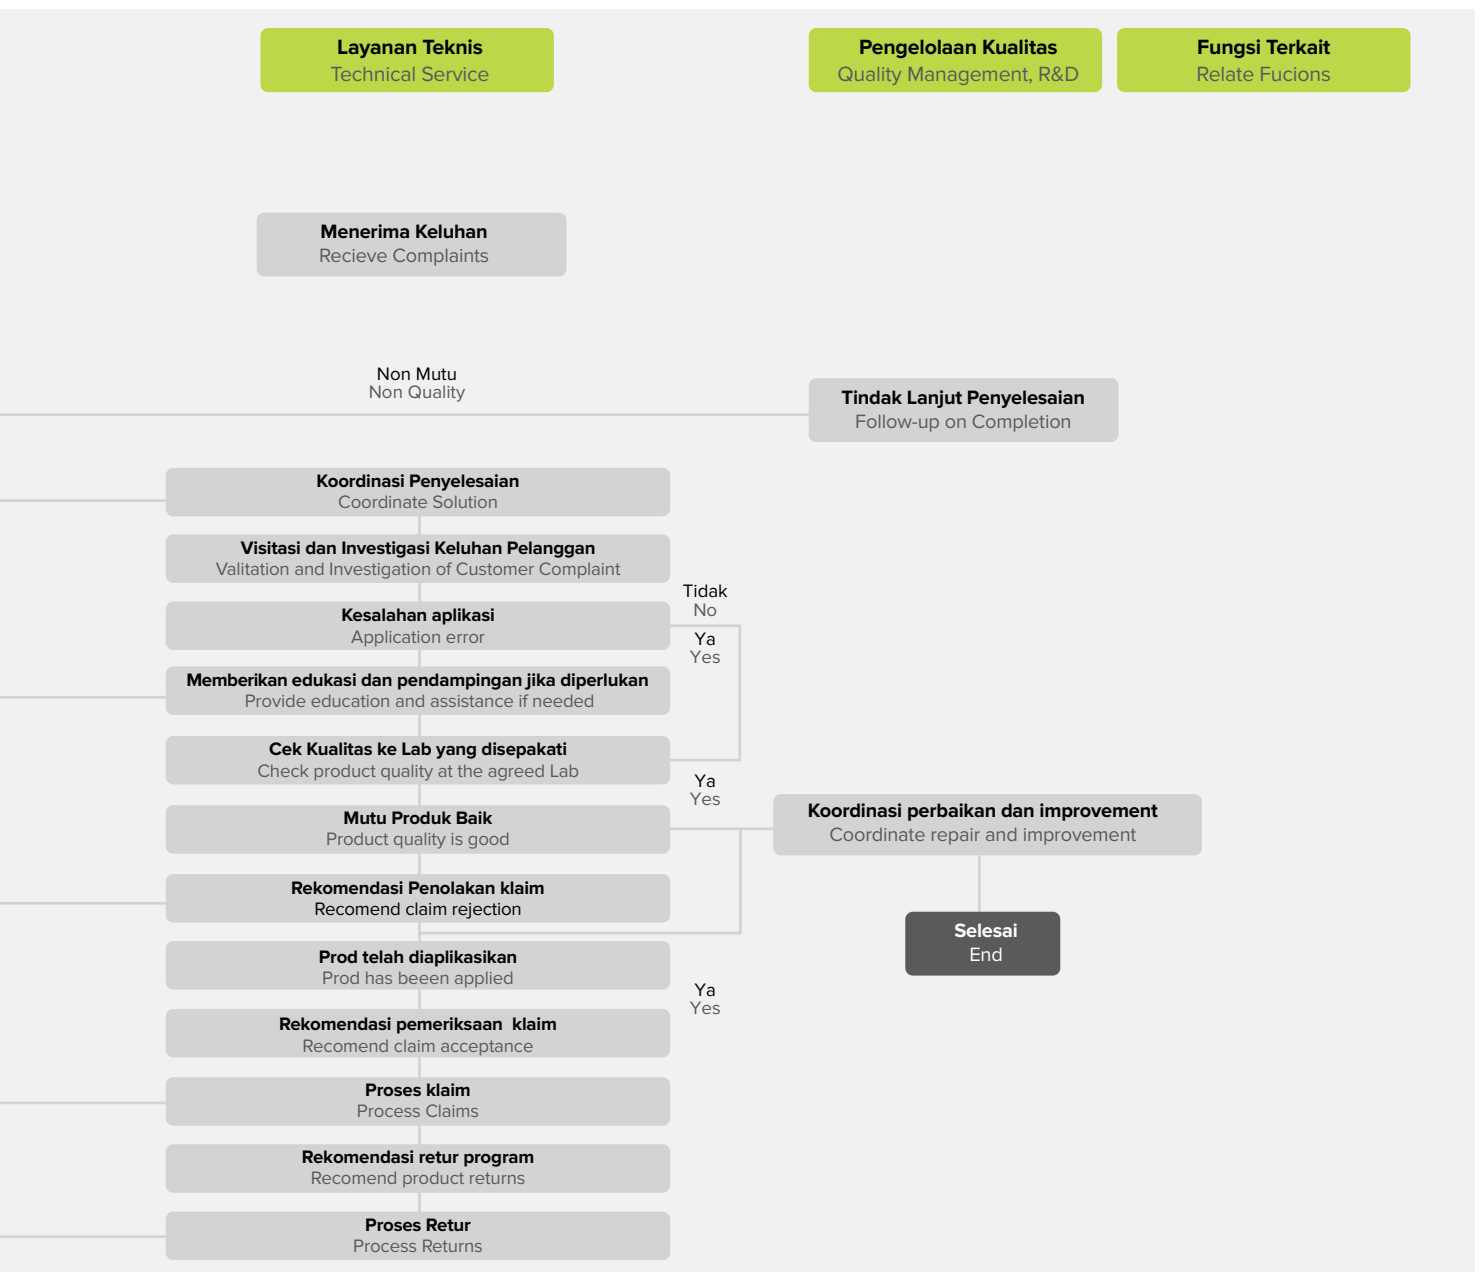 Layanan Teknis
Technical Service
Pengelolaan Kualitas
Quality Management, R&D
Fungsi Terkait
Relate Fucions
Menerima Keluhan
Recieve Complaints
Non Mutu
Non Quality
Tindak Lanjut Penyelesaian
Follow-up on Completion
Koordinasi Penyelesaian
Coordinate Solution
Visitasi dan Investigasi Keluhan Pelanggan
Valitation and Investigation of Customer Complaint
Tidak
No
Kesalahan aplikasi
Application error
Ya
Yes
Memberikan edukasi dan pendampingan jika diperlukan
Provide education and assistance if needed
Cek Kualitas ke Lab yang disepakati
Check product quality at the agreed Lab
Ya
Yes
Mutu Produk Baik
Product quality is good
Koordinasi perbaikan dan improvement
Coordinate repair and improvement
Rekomendasi Penolakan klaim
Recomend claim rejection
Selesai
End
Prod telah diaplikasikan
Prod has beeen applied
Ya
Yes
Rekomendasi pemeriksaan  klaim
Recomend claim acceptance
Proses klaim
Process Claims
Rekomendasi retur program
Recomend product returns
Proses Retur
Process Returns